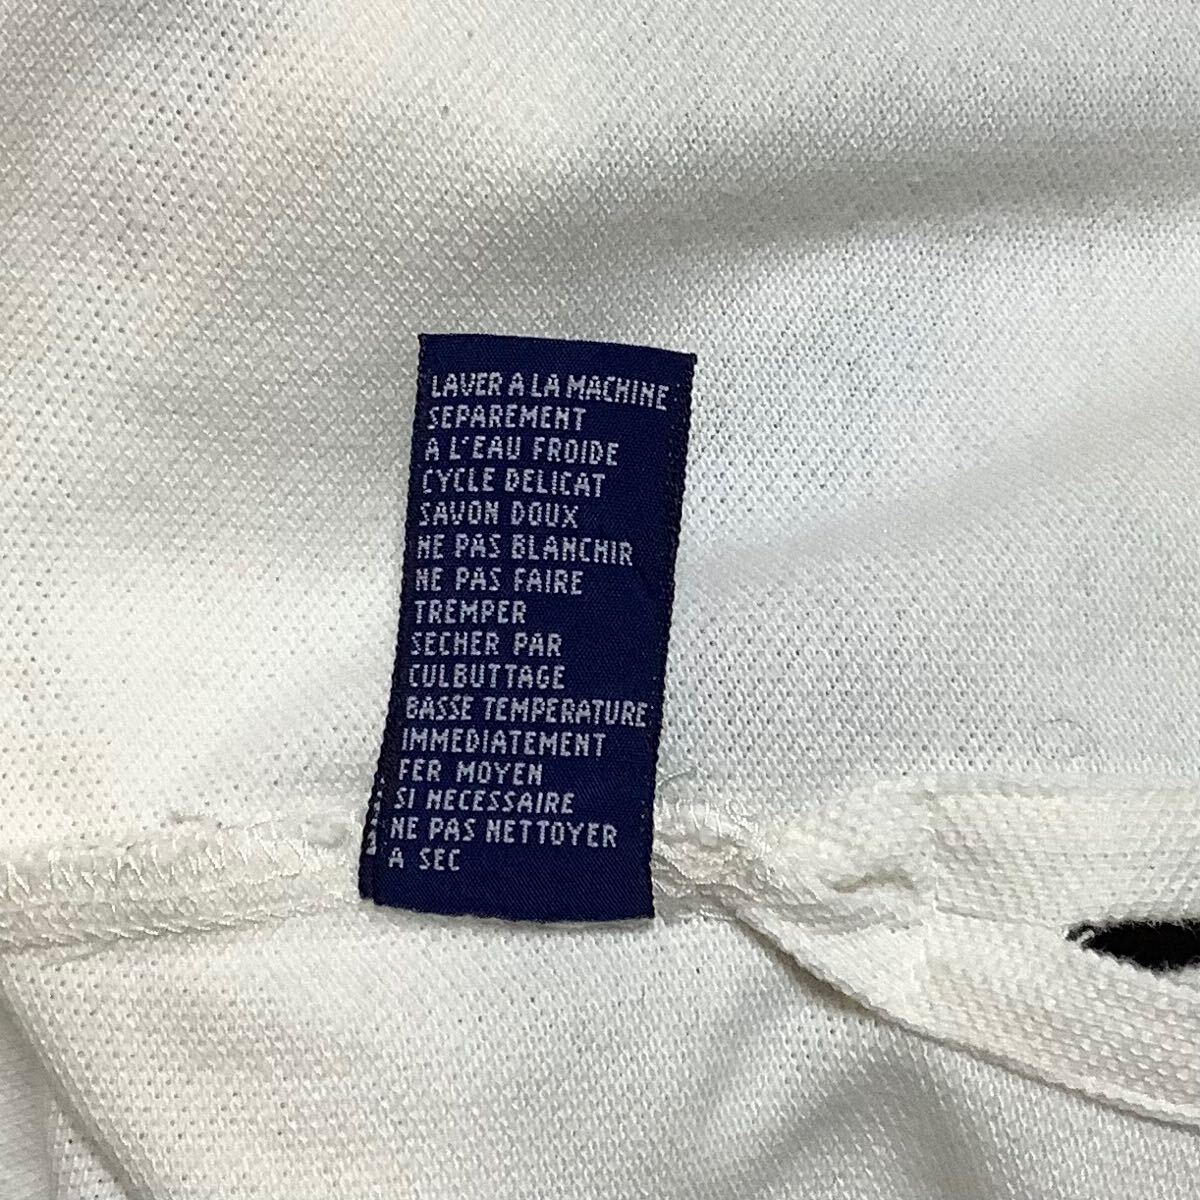 LAVER A LA MACHINE
SEPAREMENT
A L'EAU FROIDE
CYCLE DELICAT
SAVON DOUX
NE PAS BLANCHIR
NE PAS FAIRE
TREMPER
SECHER PAR
CULBUTTAGE
BASSE TEMPERATURE
IMMEDIATEMENT
FER MOYEN
SI NECESSAIRE
NE PAS NETTOYER
A SEC